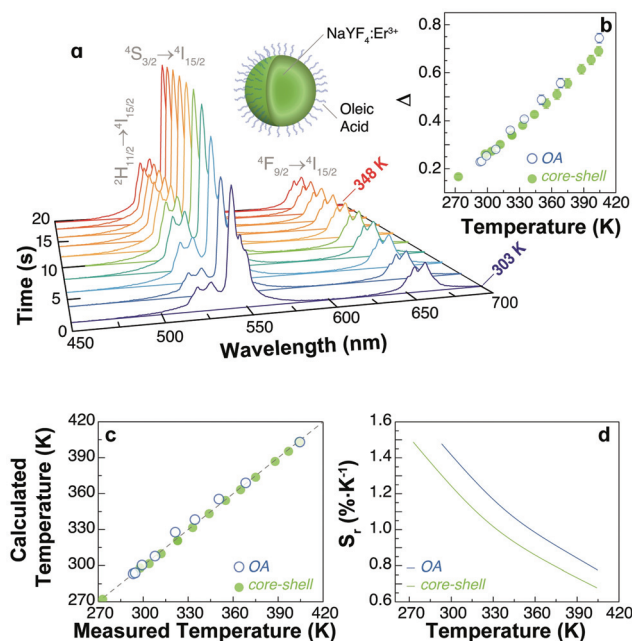 a
⁴S₃/₂→⁴I₁₅/₂
²H₁₁/₂→⁴I₁₅/₂
NaYF₄:Er³⁺
Oleic
Acid
⁴F₉/₂→⁴I₁₅/₂
348 K
303 K
20
15
10
5
0
Time (s)
450
500
550
600
650
700
Wavelength (nm)
b
0.8
0.6
0.4
0.2
Δ
OA
core-shell
270 300 330 360 390 420
Temperature (K)
c
420
390
360
330
300
270
Calculated
Temperature (K)
OA
core-shell
270 300 330 360 390 420
Measured Temperature (K)
d
1.6
1.4
1.2
1.0
0.8
0.6
Sᵣ (%·K⁻¹)
OA
core-shell
270 300 330 360 390 420
Temperature (K)